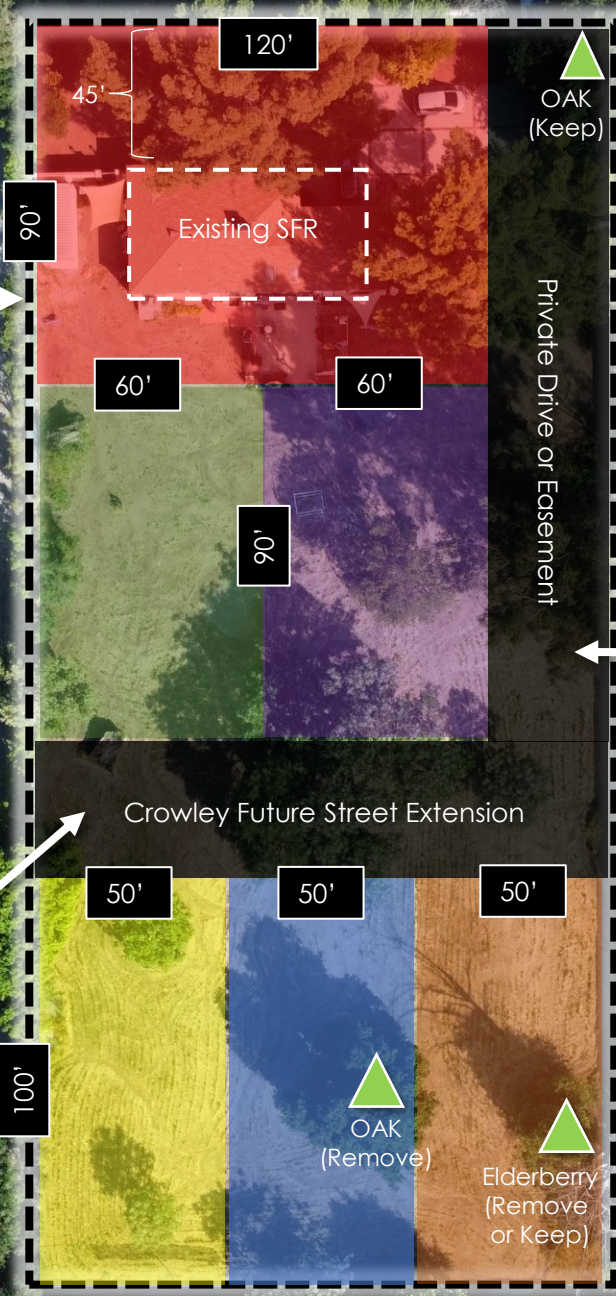 120’
45’
OAK
(Keep)
90’
Existing SFR
60’
60’
Private Drive or Easement
90’
Crowley Future Street Extension
50’
50’
50’
100’
OAK
(Remove)
Elderberry
(Remove
or Keep)